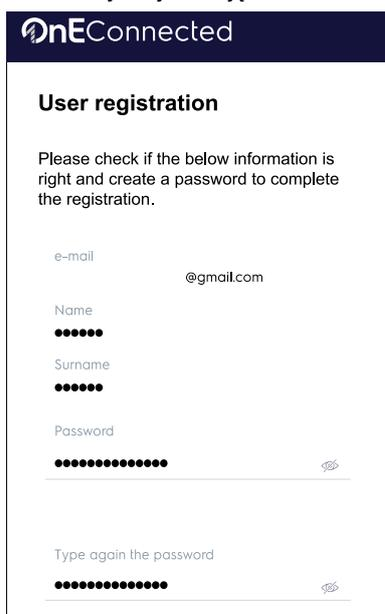 OnEConnected
User registration
Please check if the below information is
right and create a password to complete
the registration.
e-mail
@gmail.com
Name
●●●●●●
Surname
●●●●●●
Password
●●●●●●●●●●●●●●
Type again the password
●●●●●●●●●●●●●●